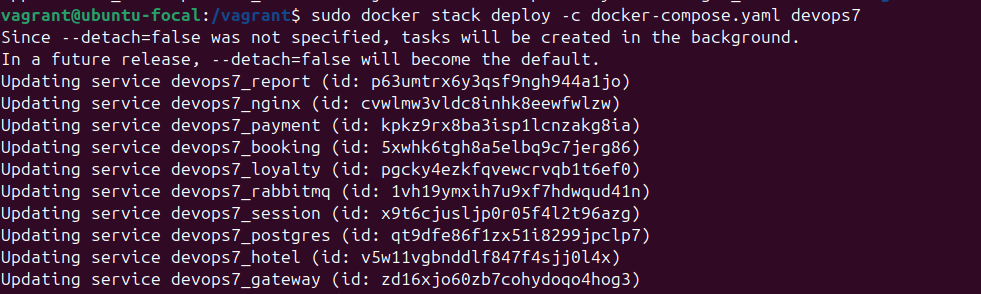 vagrant@ubuntu-focal:/vagrant$ sudo docker stack deploy -c docker-compose.yaml devops7
Since --detach=false was not specified, tasks will be created in the background.
In a future release, --detach=false will become the default.
Updating service devops7_report (id: p63umtrx6y3qsf9ngh944a1jo)
Updating service devops7_nginx (id: cvwlmw3vldc8inhk8eewfwlzw)
Updating service devops7_payment (id: kpkz9rx8ba3isp1lcnzakg8ia)
Updating service devops7_booking (id: 5xwhk6tgh8a5elbq9c7jerg86)
Updating service devops7_loyalty (id: pgcky4ezkfqvewcrvqb1t6ef0)
Updating service devops7_rabbitmq (id: 1vh19ymxih7u9xf7hdwqud41n)
Updating service devops7_session (id: x9t6cjusljp0r05f4l2t96azg)
Updating service devops7_postgres (id: qt9dfe86f1zx51i8299jpclp7)
Updating service devops7_hotel (id: v5w11vgbnddlf847f4sjj0l4x)
Updating service devops7_gateway (id: zd16xjo60zb7cohydoqo4hog3)